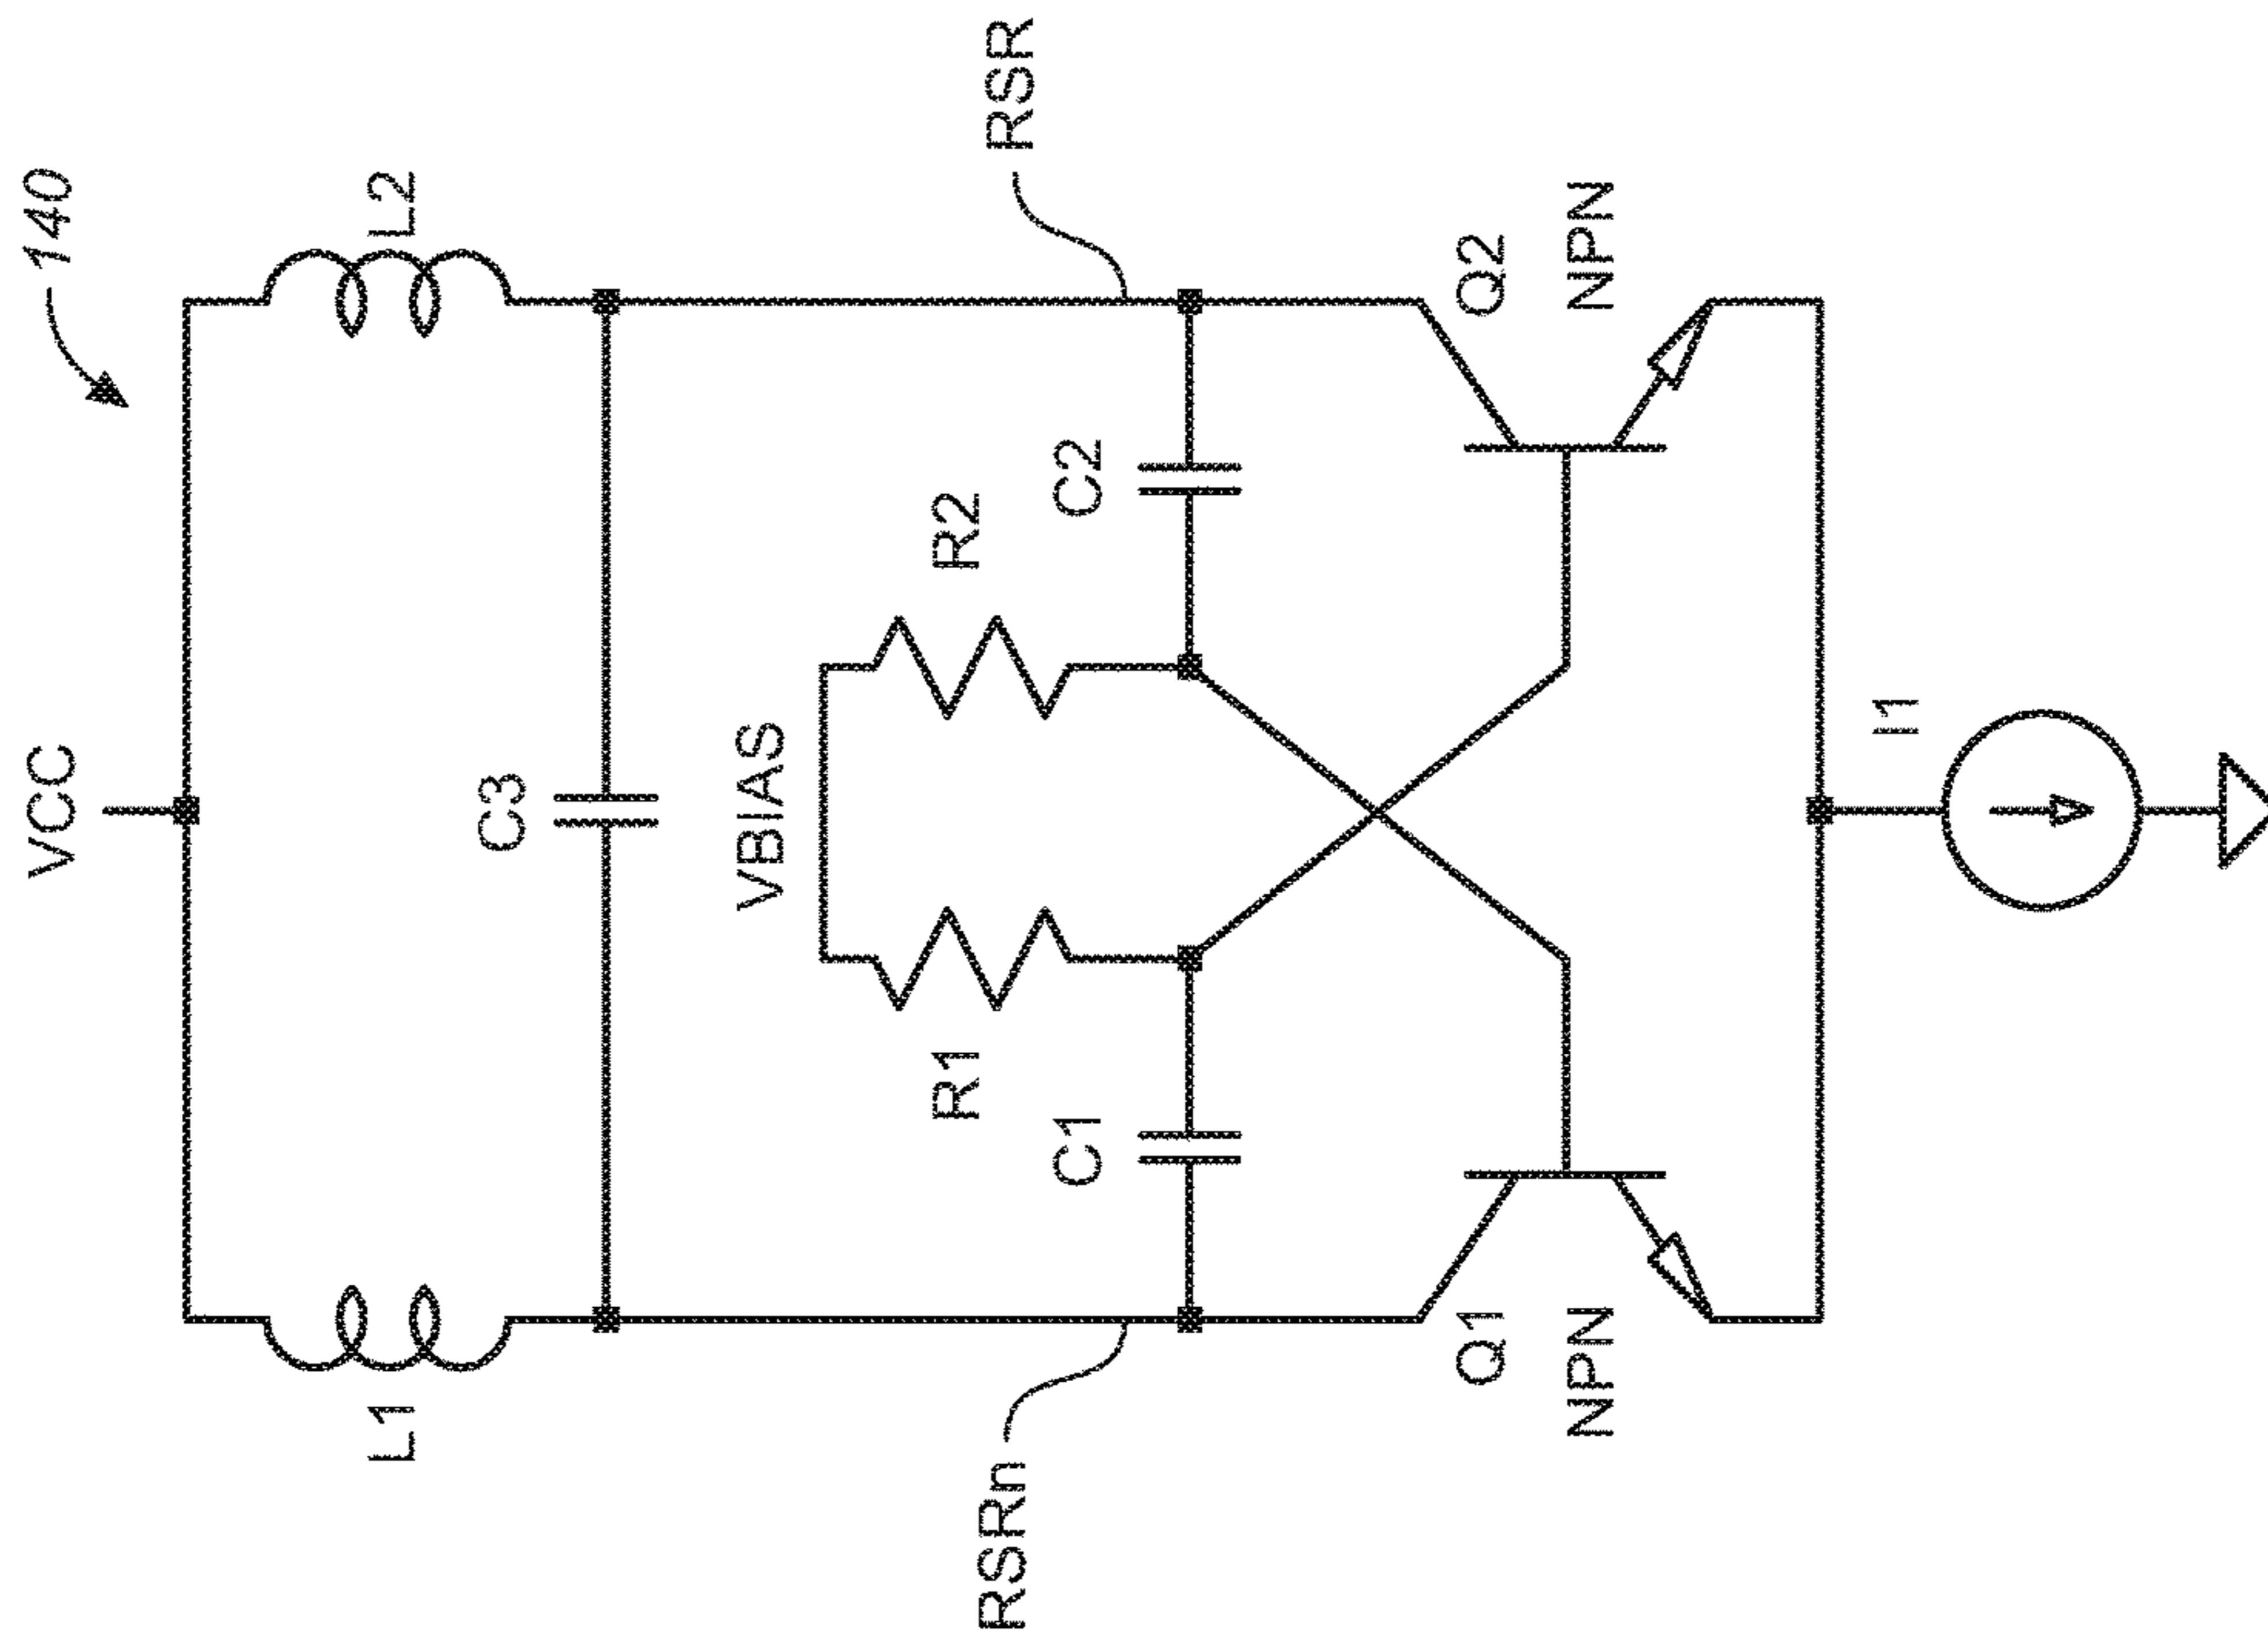 140
VCC
L1
L2
C3
VBIAS
R1
R2
RSRn
RSR
C1
C2
Q1
Q2
NPN
NPN
I1